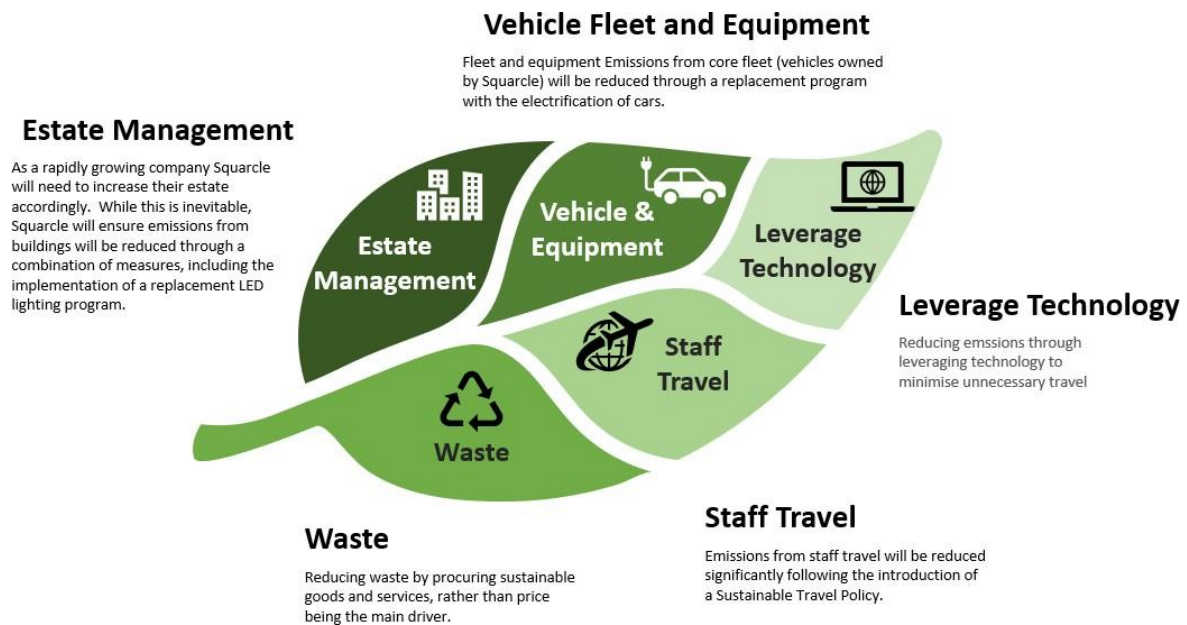 Vehicle Fleet and Equipment
Fleet and equipment Emissions from core fleet (vehicles owned
by Squarcle) will be reduced through a replacement program
with the electrification of cars.
Estate Management
As a rapidly growing company Squarcle
will need to increase their estate
accordingly.  While this is inevitable,
Squarcle will ensure emissions from
buildings will be reduced through a
combination of measures, including the
implementation of a replacement LED
lighting program.
Estate
Management
Vehicle &
Equipment
Leverage
Technology
Staff
Travel
Waste
Leverage Technology
Reducing emssions through
leveraging technology to
minimise unnecessary travel
Staff Travel
Emissions from staff travel will be reduced
significantly following the introduction of
a Sustainable Travel Policy.
Waste
Reducing waste by procuring sustainable
goods and services, rather than price
being the main driver.